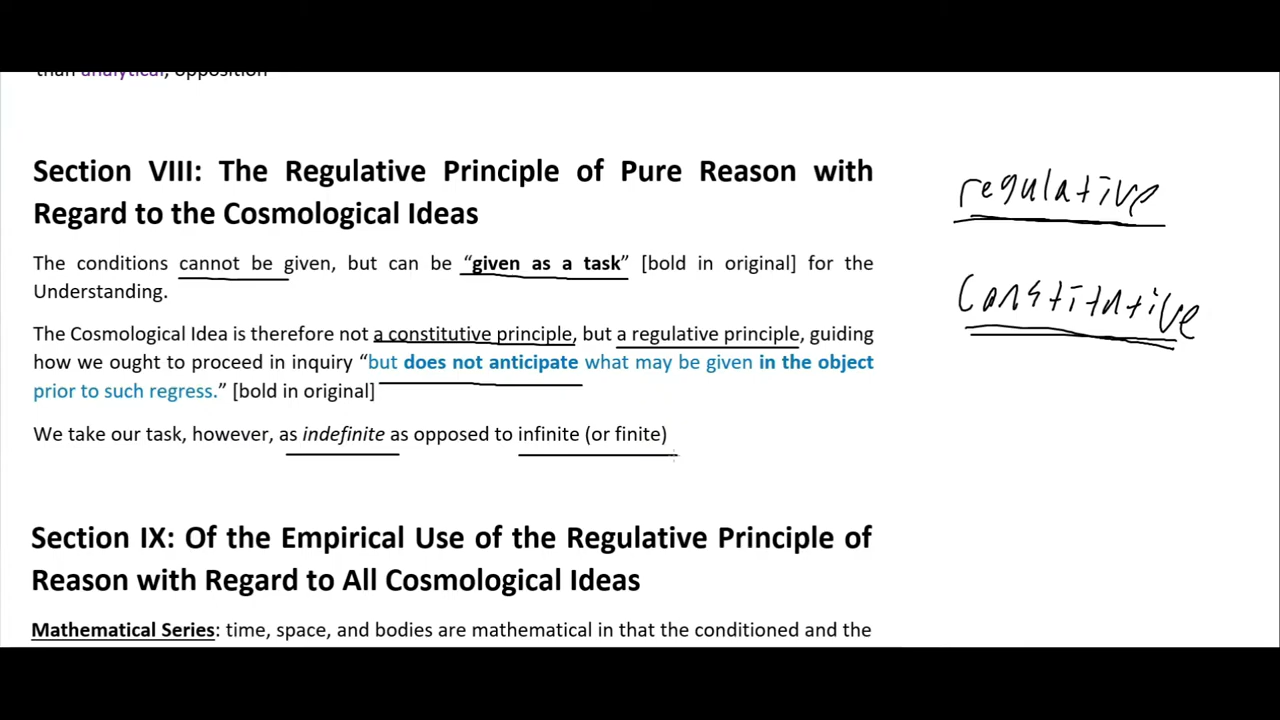 than analytical, opposition
Section VIII: The Regulative Principle of Pure Reason with
Regard to the Cosmological Ideas
The conditions cannot be given, but can be “given as a task” [bold in original] for the
Understanding.
The Cosmological Idea is therefore not a constitutive principle, but a regulative principle, guiding
how we ought to proceed in inquiry “but does not anticipate what may be given in the object
prior to such regress.” [bold in original]
We take our task, however, as indefinite as opposed to infinite (or finite)
Section IX: Of the Empirical Use of the Regulative Principle of
Reason with Regard to All Cosmological Ideas
Mathematical Series: time, space, and bodies are mathematical in that the conditioned and the
regulative
Constitutive